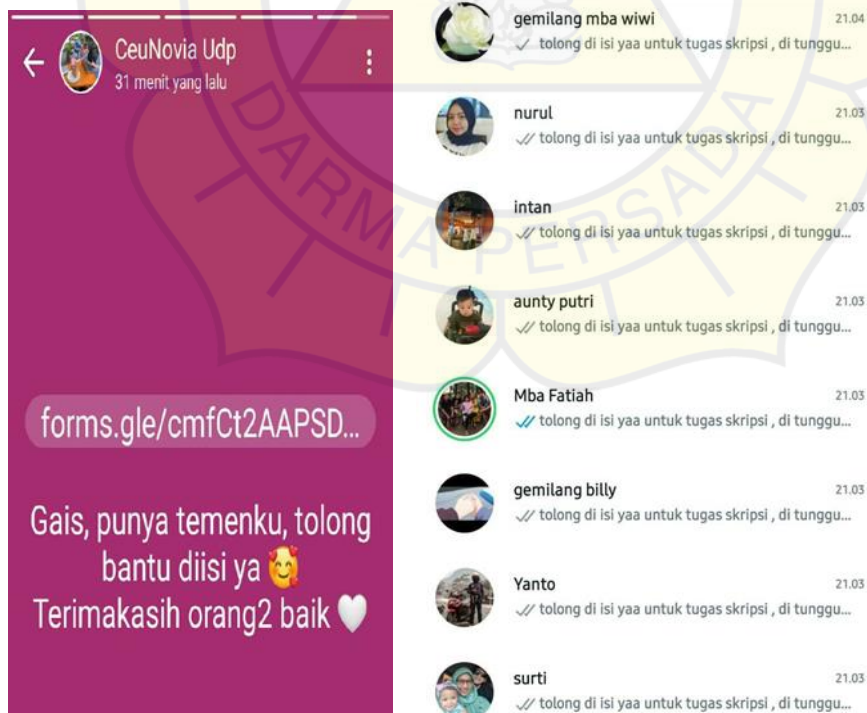 CeuNovia Udp
31 menit yang lalu
forms.gle/cmfCt2AAPSD...
Gais, punya temenku, tolong
bantu diisi ya 🥰
Terimakasih orang2 baik 🤍
gemilang mba wiwi 21.04
tolong di isi yaa untuk tugas skripsi , di tunggu...
nurul 21.03
tolong di isi yaa untuk tugas skripsi , di tunggu...
intan 21.03
tolong di isi yaa untuk tugas skripsi , di tunggu...
aunty putri 21.03
tolong di isi yaa untuk tugas skripsi , di tunggu...
Mba Fatiah 21.03
tolong di isi yaa untuk tugas skripsi , di tunggu...
gemilang billy 21.03
tolong di isi yaa untuk tugas skripsi , di tunggu...
Yanto 21.03
tolong di isi yaa untuk tugas skripsi , di tunggu...
surti 21.03
tolong di isi yaa untuk tugas skripsi , di tunggu...
DARMA PERSADA